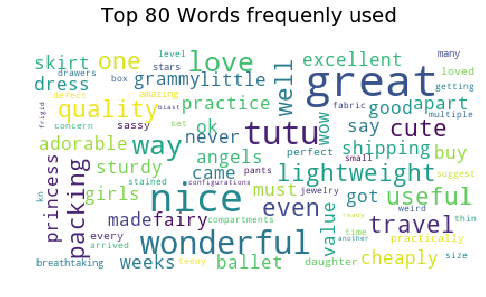 Top 80 Words frequenly used
level
many
skirt
one
love
excellent
great
loved
drawers
stars
well
dress
box
grammy
little
getting
defect
amazing
quality
breast
practice
fabric
good
apart
frigid
multiple
concern
sassy
set
ok
tutu
wow
say
cute
adorable
way
never
perfect
shipping
buy
angels
small
princess
packing
sturdy
came
pants
lightweight
suggest
kn
stained
configurations
girls
nice
must
jewelry
got
useful
even
value
weird
made
fairy
compartments
ready
travel
thin
every
wonderful
time
practically
arrived
another
breathtaking
weeks
teeny
ballet
daughter
cheaply
size